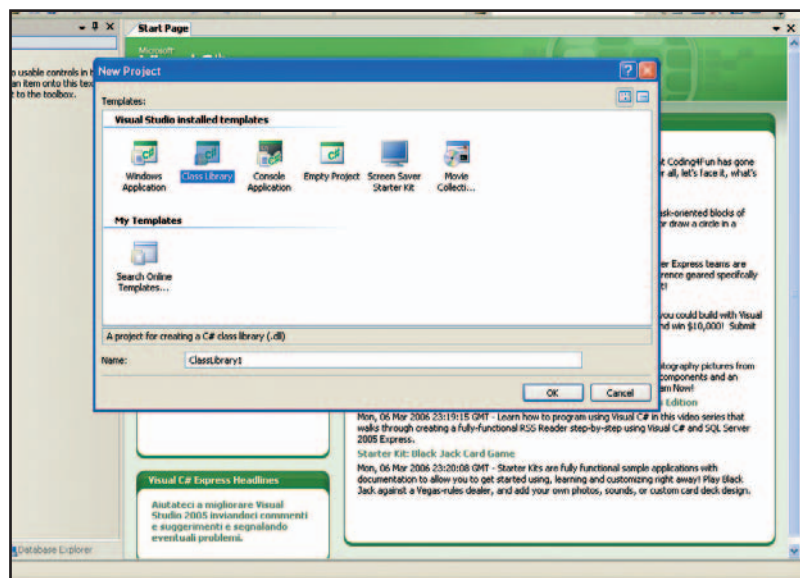 Start Page
Microsoft
o usable controls in t
an item onto this tex
t to the toolbox.
New Project
Templates:
Visual Studio installed templates
Windows Application
Class Library
Console Application
Empty Project
Screen Saver Starter Kit
Movie Collecti...
My Templates
Search Online Templates...
A project for creating a C# class library (.dll)
Name:
ClassLibrary1
OK
Cancel
t Coding4Fun has gone
r all, let's face it, what's
ask-oriented blocks of
or draw a circle in a
er Express teams are
rence geared specifcally
t!
you could build with Visual
nd win $10,000! Submit
tography pictures from
components and an
am Now!
Edition
Mon, 06 Mar 2006 23:19:15 GMT - Learn how to program using Visual C# in this video series that
walks through creating a fully-functional RSS Reader step-by-step using Visual C# and SQL Server
2005 Express.
Starter Kit: Black Jack Card Game
Mon, 06 Mar 2006 23:20:08 GMT - Starter Kits are fully functional sample applications with
documentation to allow you to get started using, learning and customizing right away! Play Black
Jack against a Vegas-rules dealer, and add your own photos, sounds, or custom card deck design.
Visual C# Express Headlines
Aiutateci a migliorare Visual
Studio 2005 inviandoci commenti
e suggerimenti e segnalando
eventuali problemi.
Database Explorer